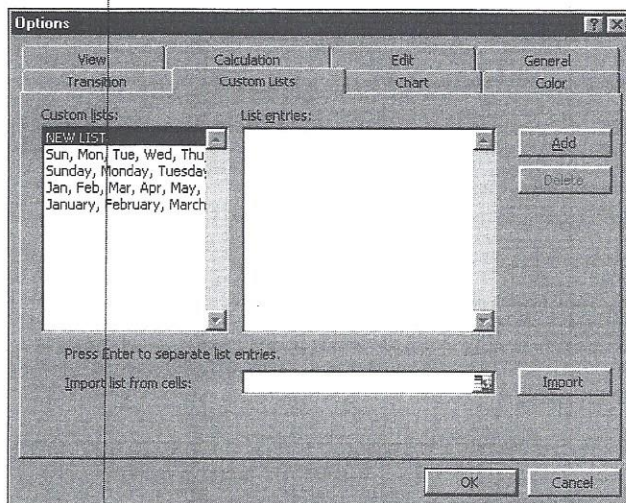 Options
View Calculation Edit General
Transition Custom Lists Chart Color
Custom lists: List entries:
NEW LIST
Sun, Mon, Tue, Wed, Thu,
Sunday, Monday, Tuesday
Jan, Feb, Mar, Apr, May,
January, February, March
Add
Delete
Press Enter to separate list entries.
Import list from cells: Import
OK Cancel